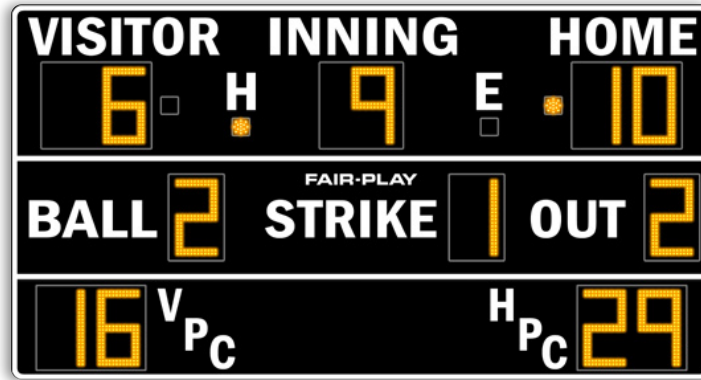 VISITOR INNING HOME
6 H 9 E 10
FAIR-PLAY
BALL 2 STRIKE 1 OUT 2
16 VPC HPC 29